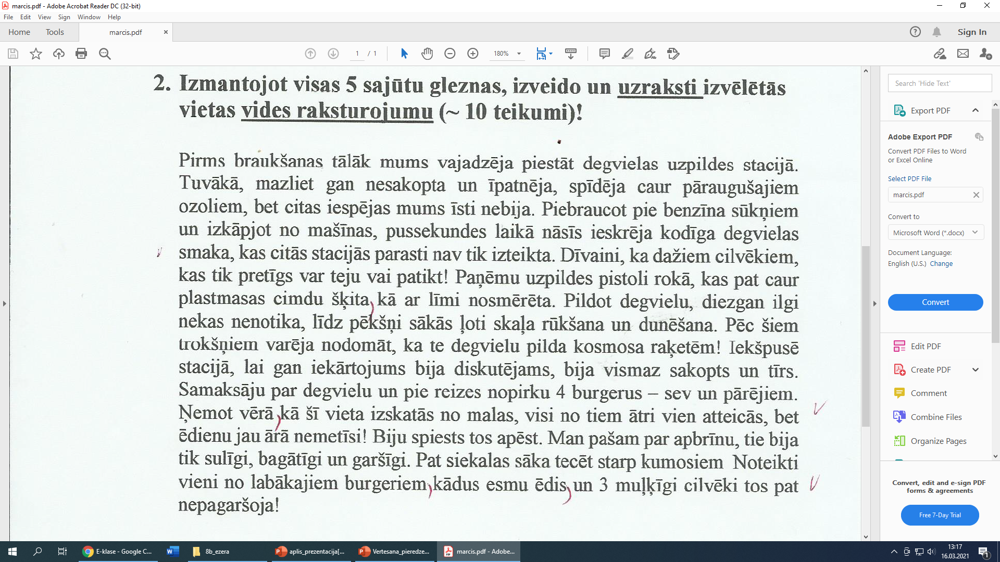 marcis.pdf - Adobe Acrobat Reader DC (32-bit)
File Edit View Sign Window Help
Home Tools marcis.pdf × Sign In
1 / 1 180%
2. Izmantojot visas 5 sajūtu gleznas, izveido un uzraksti izvēlētās
vietas vides raksturojumu (~ 10 teikumi)!
Pirms braukšanas tālāk mums vajadzēja piestāt degvielas uzpildes stacijā.
Tuvākā, mazliet gan nesakopta un īpatnēja, spīdēja caur pāraugušajiem
ozoliem, bet citas iespējas mums īsti nebija. Piebraucot pie benzīna sūkņiem
un izkāpjot no mašīnas, pussekundes laikā nāsīs ieskrēja kodīga degvielas
smaka, kas citās stacijās parasti nav tik izteikta. Dīvaini, ka dažiem cilvēkiem,
kas tik pretīgs var teju vai patikt! Paņēmu uzpildes pistoli rokā, kas pat caur
plastmasas cimdu šķita, kā ar līmi nosmērēta. Pildot degvielu, diezgan ilgi
nekas nenotika, līdz pēkšņi sākās ļoti skaļa rūkšana un dunēšana. Pēc šiem
trokšņiem varēja nodomāt, ka te degvielu pilda kosmosa raķetēm! Iekšpusē
stacijā, lai gan iekārtojums bija diskutējams, bija vismaz sakopts un tīrs.
Samaksāju par degvielu un pie reizes nopirku 4 burgerus – sev un pārējiem.
Ņemot vērā, kā šī vieta izskatās no malas, visi no tiem ātri vien atteicās, bet
ēdienu jau ārā nemetīsi! Biju spiests tos apēst. Man pašam par apbrīnu, tie bija
tik sulīgi, bagātīgi un garšīgi. Pat siekalas sāka tecēt starp kumosiem Noteikti
vieni no labākajiem burgeriem, kādus esmu ēdis, un 3 muļķīgi cilvēki tos pat
nepagaršoja!
Search 'Hide Text'
Export PDF
Adobe Export PDF
Convert PDF Files to Word
or Excel Online
Select PDF File
marcis.pdf
Convert to
Microsoft Word (*.docx)
Document Language:
English (U.S.) Change
Convert
Edit PDF
Create PDF
Comment
Combine Files
Organize Pages
Convert, edit and e-sign PDF
forms & agreements
Free 7-Day Trial
E-klase - Google C... 8b_ezera aplis_prezentacija[... Vertesana_pieredze... marcis.pdf - Adobe...
13:17
16.03.2021
1